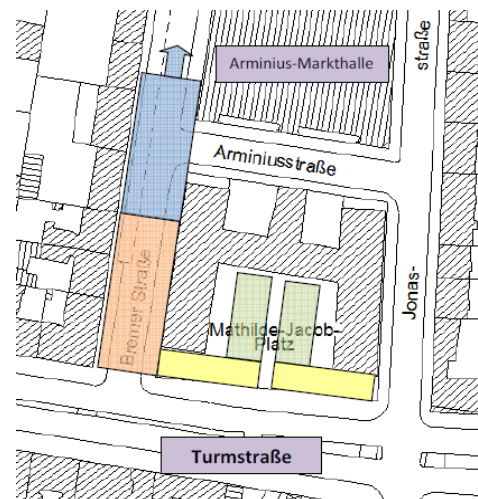 Arminius-Markthalle
straße
Arminiusstraße
Jonas-
Bremer Straße
Mathilde-Jacob-
Platz
Turmstraße